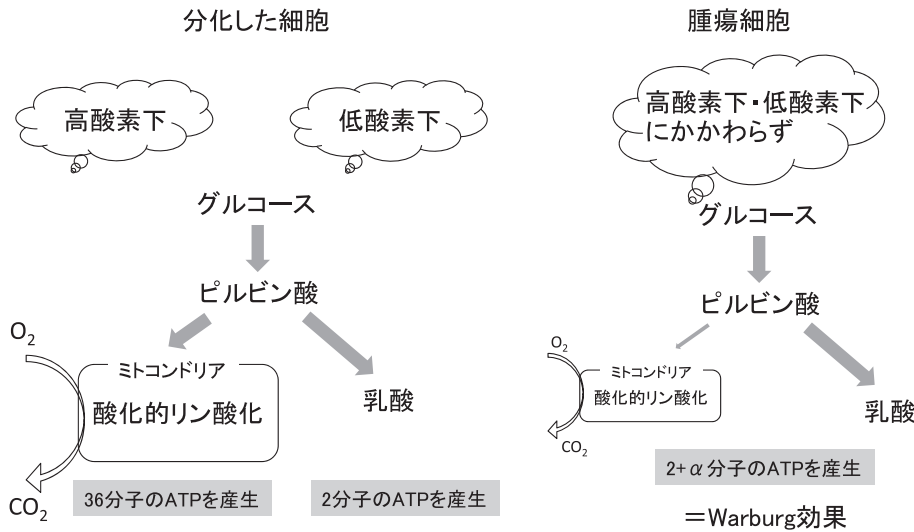 分化した細胞
高酸素下
低酸素下
グルコース
ピルビン酸
O2
ミトコンドリア
酸化的リン酸化
乳酸
CO2
36分子のATPを産生
2分子のATPを産生
腫瘍細胞
高酸素下・低酸素下
にかかわらず
グルコース
ピルビン酸
O2
ミトコンドリア
酸化的リン酸化
乳酸
CO2
2+α分子のATPを産生
＝Warburg効果